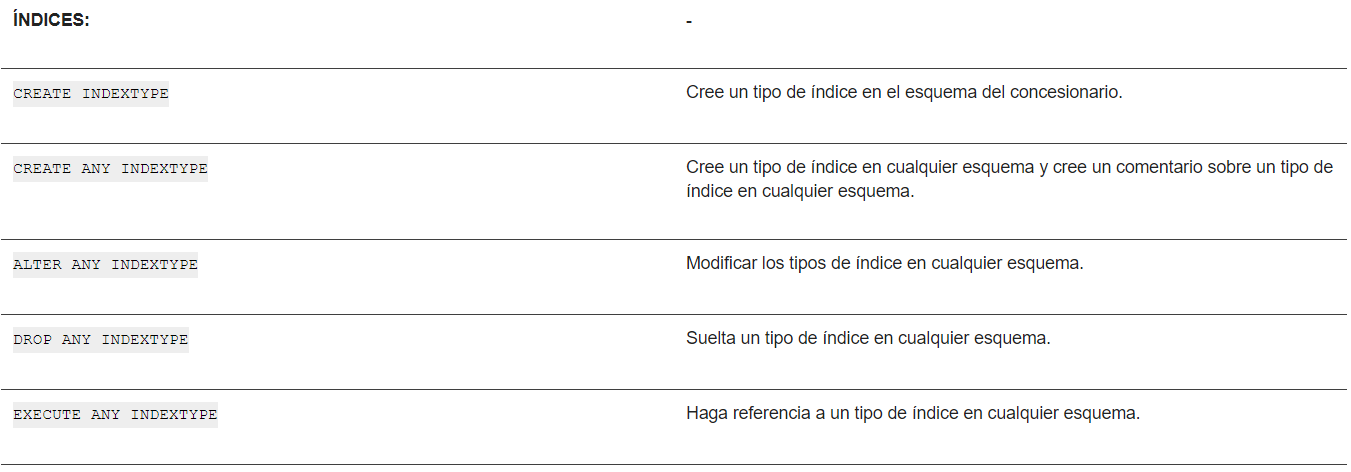 ÍNDICES:
-
CREATE INDEXTYPE
Cree un tipo de índice en el esquema del concesionario.
CREATE ANY INDEXTYPE
Cree un tipo de índice en cualquier esquema y cree un comentario sobre un tipo de
índice en cualquier esquema.
ALTER ANY INDEXTYPE
Modificar los tipos de índice en cualquier esquema.
DROP ANY INDEXTYPE
Suelta un tipo de índice en cualquier esquema.
EXECUTE ANY INDEXTYPE
Haga referencia a un tipo de índice en cualquier esquema.